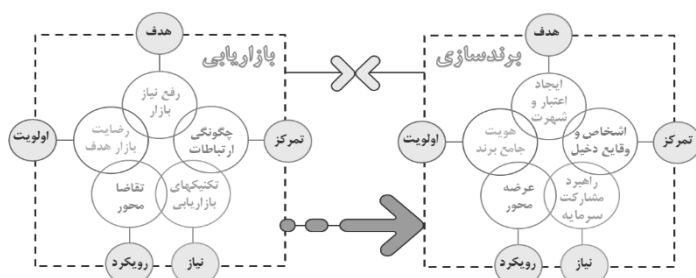 هدف
بازاریابی
رفع نیاز
بازار
چگونگی
ارتباطات
تمرکز
رضایت
بازار هدف
اولویت
تقاضا
محور
تکنیکهای
بازاریابی
رویکرد
نیاز
هدف
برندسازی
ایجاد
اعتبار و
شهرت
اشخاص و
وقایع دخیل
تمرکز
هویت
جامع برند
اولویت
عرضه
محور
راهبرد
مشارکت
سرمایه
رویکرد
نیاز